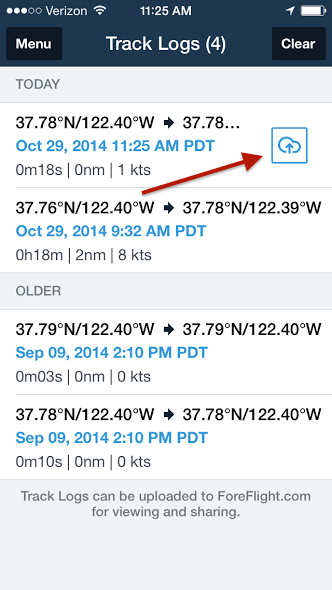 Verizon 11:25 AM
Menu Track Logs (4) Clear
TODAY
37.78°N/122.40°W → 37.78...
Oct 29, 2014 11:25 AM PDT
0m18s | 0nm | 1 kts
37.76°N/122.40°W → 37.78°N/122.39°W
Oct 29, 2014 9:32 AM PDT
0h18m | 2nm | 8 kts
OLDER
37.79°N/122.40°W → 37.79°N/122.40°W
Sep 09, 2014 2:10 PM PDT
0m03s | 0nm | 0 kts
37.78°N/122.40°W → 37.78°N/122.40°W
Sep 09, 2014 2:10 PM PDT
0m10s | 0nm | 0 kts
Track Logs can be uploaded to ForeFlight.com
for viewing and sharing.